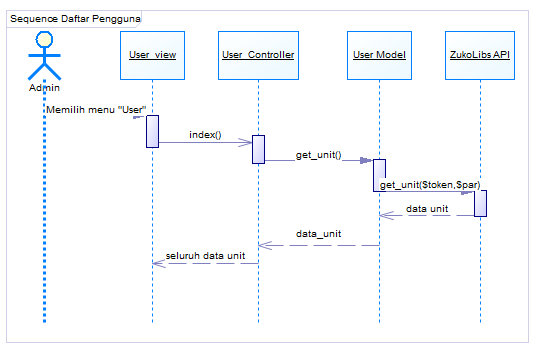 Sequence Daftar Pengguna
User_view
User_Controller
User Model
ZukoLibs API
Admin
Memilih menu "User"
index()
get_unit()
get_unit($token,$par)
data unit
data_unit
seluruh data unit